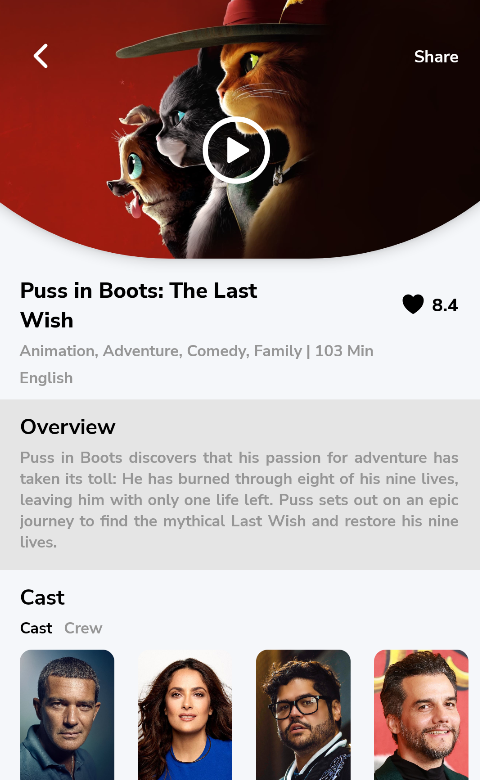 Share
Puss in Boots: The Last
Wish
8.4
Animation, Adventure, Comedy, Family | 103 Min
English
Overview
Puss in Boots discovers that his passion for adventure has
taken its toll: He has burned through eight of his nine lives,
leaving him with only one life left. Puss sets out on an epic
journey to find the mythical Last Wish and restore his nine
lives.
Cast
Cast Crew